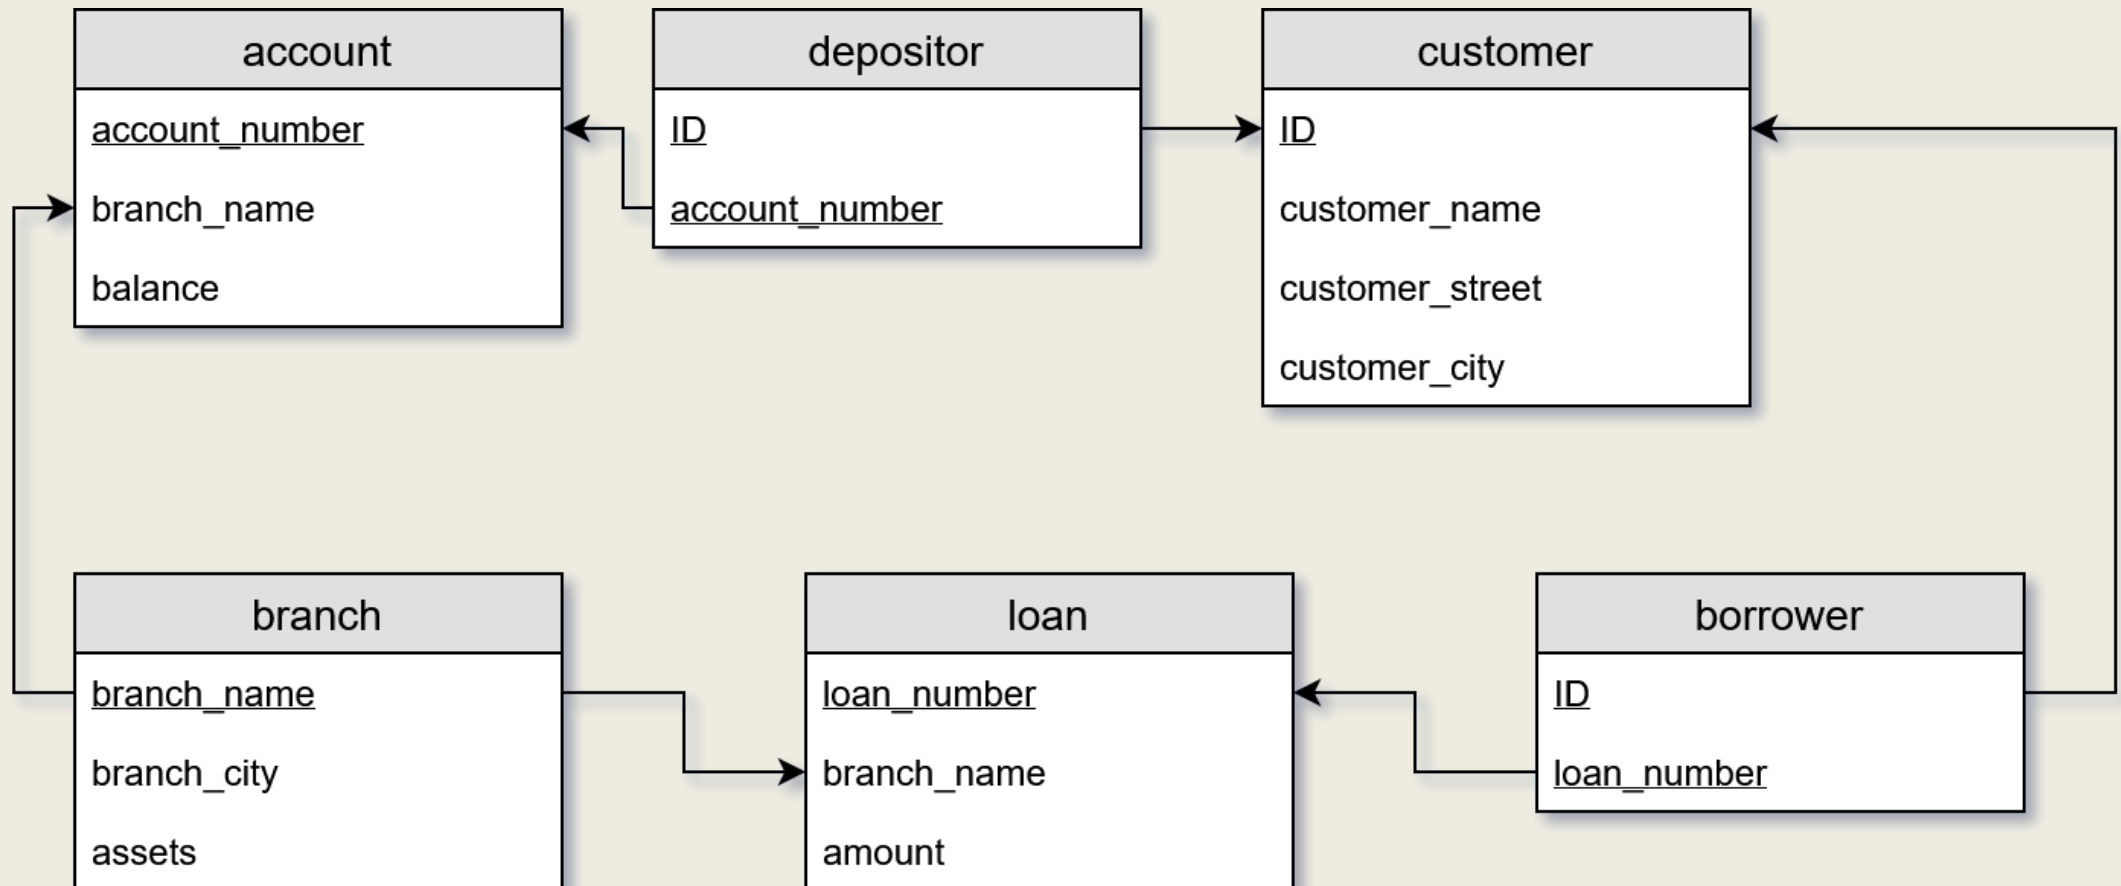 account
account_number
branch_name
balance
depositor
ID
account_number
customer
ID
customer_name
customer_street
customer_city
branch
branch_name
branch_city
assets
loan
loan_number
branch_name
amount
borrower
ID
loan_number